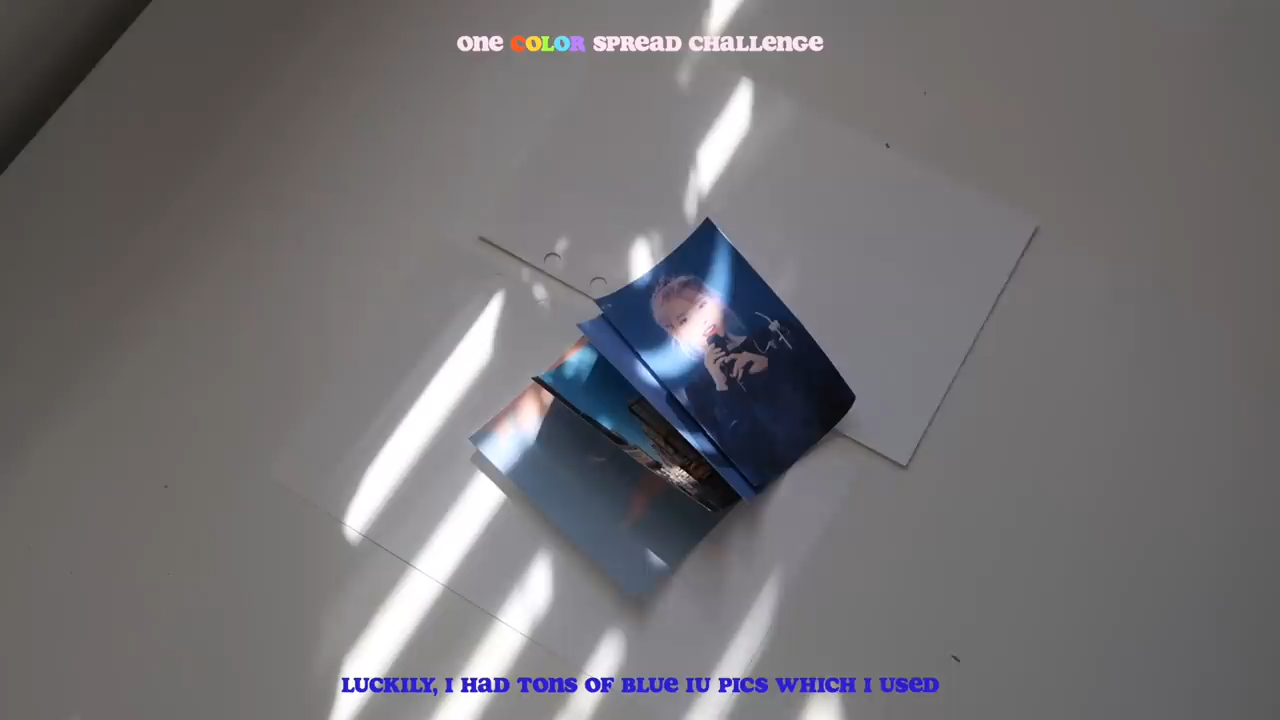 one COLOR SPReaD CHaLLenGe
LUCKILY, I HaD TOnS OF BLUe IU PICS WHICH I USeD